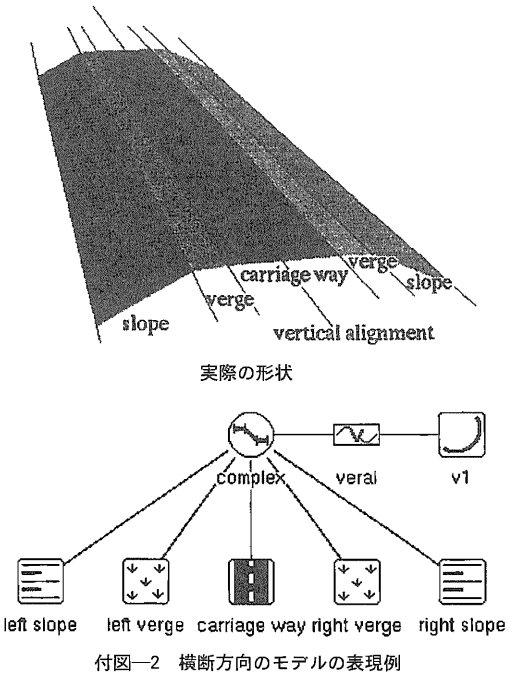 carriage way
verge
slope
verge
slope
vertical alignment
実際の形状
complex
veral
v1
left slope
left verge
carriage way
right verge
right slope
付図―2 横断方向のモデルの表現例